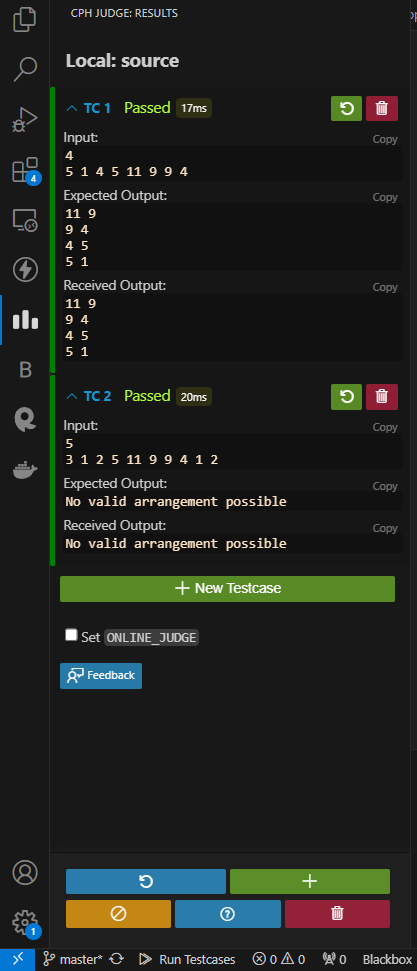 CPH JUDGE: RESULTS
Local: source
TC 1 Passed 17ms
Input:
Copy
4
5 1 4 5 11 9 9 4
Expected Output:
Copy
11 9
9 4
4 5
5 1
Received Output:
Copy
11 9
9 4
4 5
5 1
TC 2 Passed 20ms
Input:
Copy
5
3 1 2 5 11 9 9 4 1 2
Expected Output:
Copy
No valid arrangement possible
Received Output:
Copy
No valid arrangement possible
+ New Testcase
Set ONLINE_JUDGE
Feedback
4
B
1
master* Run Testcases 0 0 0 Blackbox